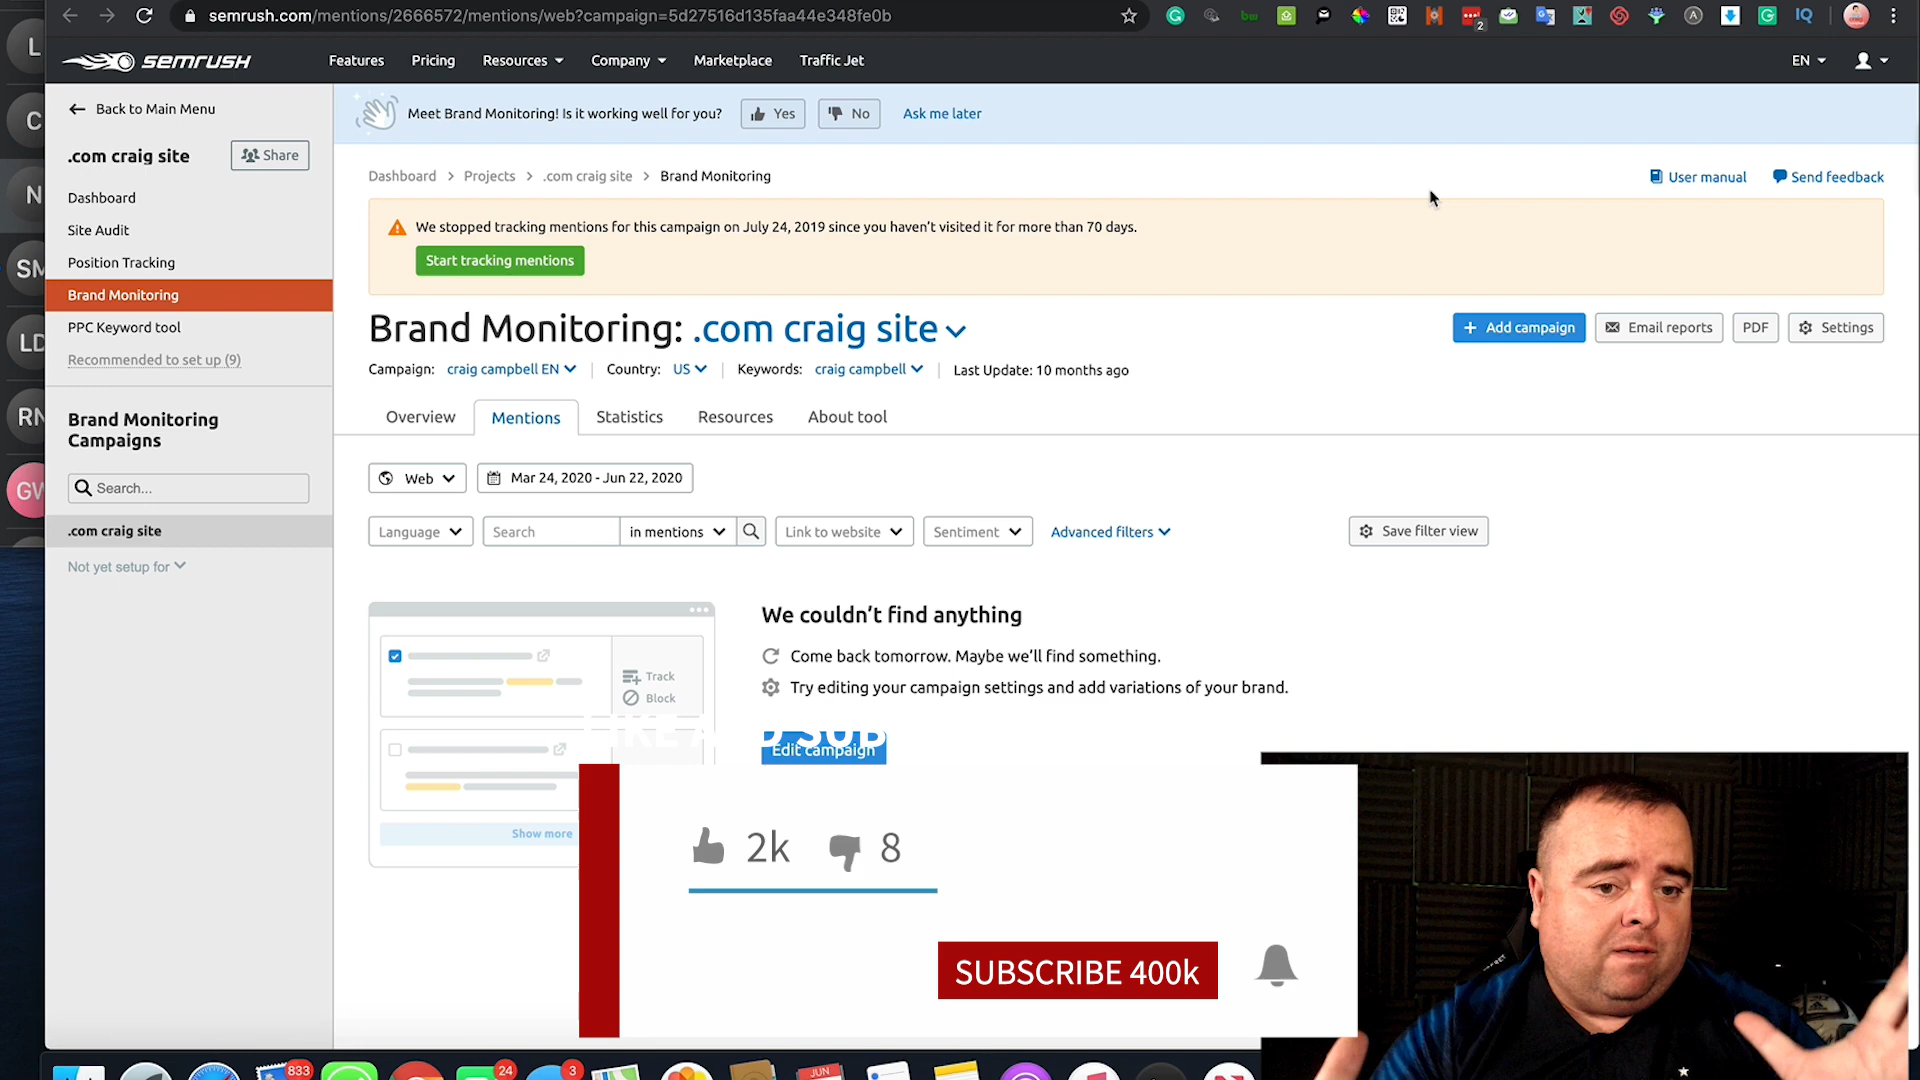 semrush.com/mentions/2666572/mentions/web?campaign=5d27516d135faa44e348fe0b
SEMRUSH
Features
Pricing
Resources
Company
Marketplace
Traffic Jet
EN
Back to Main Menu
Meet Brand Monitoring! Is it working well for you?
Yes
No
Ask me later
.com craig site
Share
Dashboard
Site Audit
Position Tracking
Brand Monitoring
PPC Keyword tool
Recommended to set up (9)
Brand Monitoring
Campaigns
Search...
.com craig site
Not yet setup for
L
C
N
SM
LD
RN
GW
Dashboard > Projects > .com craig site > Brand Monitoring
User manual
Send feedback
We stopped tracking mentions for this campaign on July 24, 2019 since you haven't visited it for more than 70 days.
Start tracking mentions
Brand Monitoring: .com craig site
+ Add campaign
Email reports
PDF
Settings
Campaign: craig campbell EN
Country: US
Keywords: craig campbell
Last Update: 10 months ago
Overview
Mentions
Statistics
Resources
About tool
Web
Mar 24, 2020 - Jun 22, 2020
Language
Search
in mentions
Link to website
Sentiment
Advanced filters
Save filter view
We couldn't find anything
Come back tomorrow. Maybe we'll find something.
Try editing your campaign settings and add variations of your brand.
Track
Block
Edit campaign
Show more
2k
8
SUBSCRIBE 400k
833
24
3
JUN
2